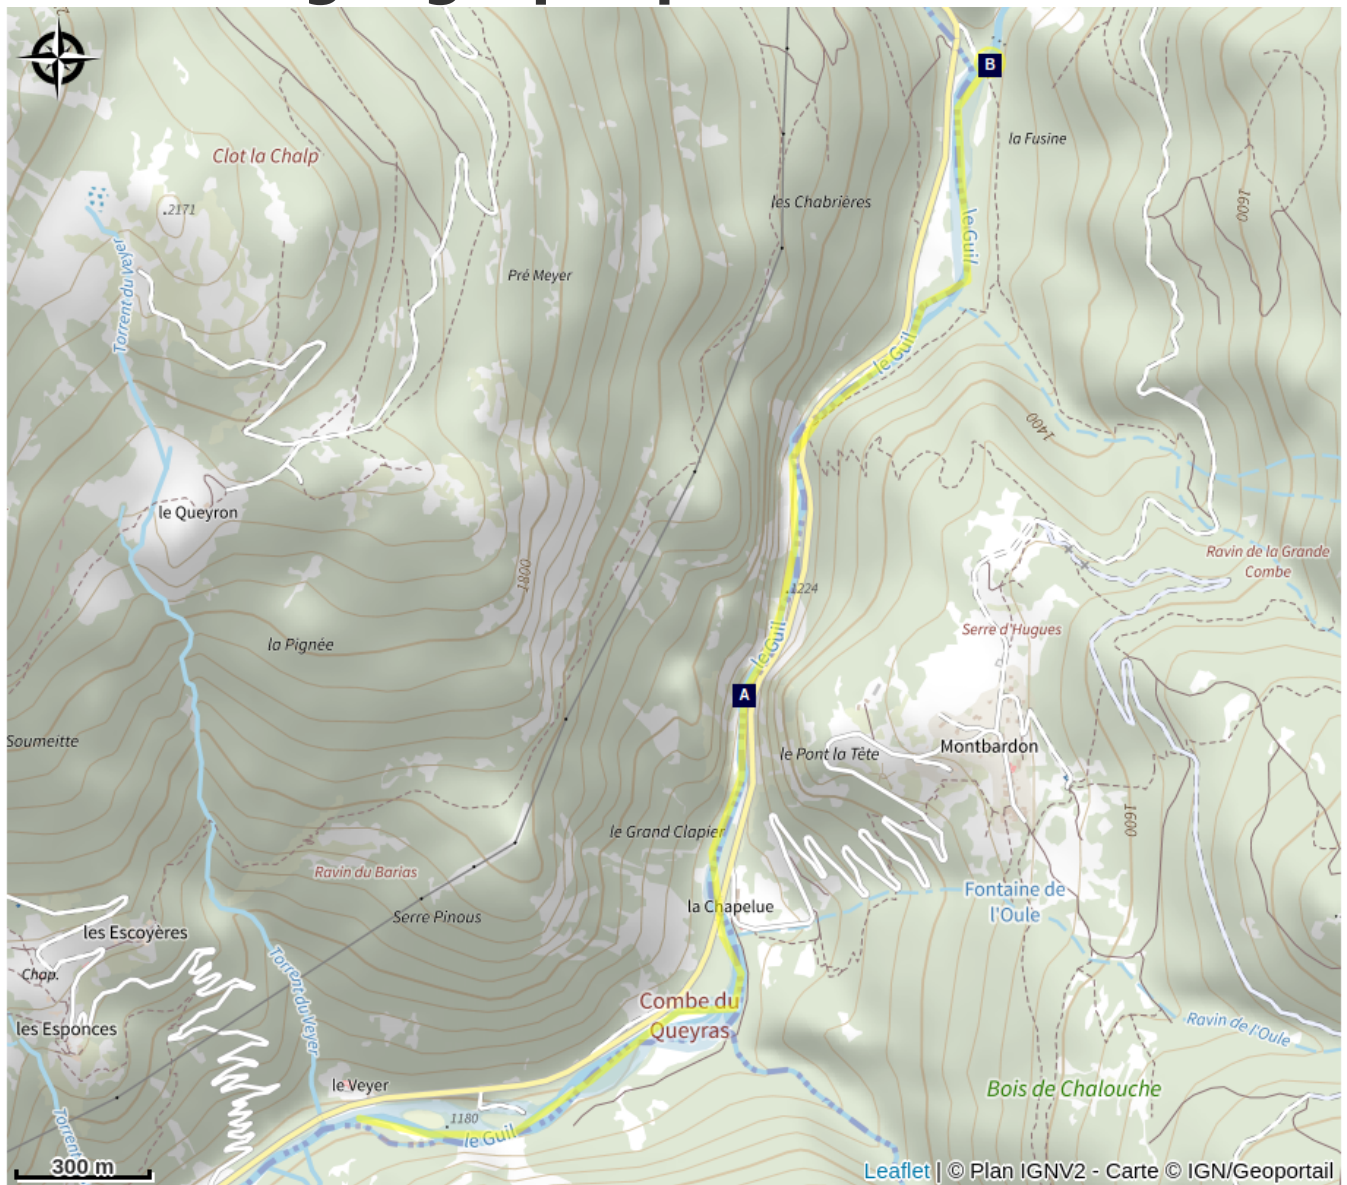 B
la Fusine
Clot la Chalp
les Chabrières
.2171
1600
le Guil
Torrent du Veyer
Pré Meyer
le Guil
1400
le Queyron
Ravin de la Grande
Combe
1800
.1224
Serre d'Hugues
la Pignée
le Guil
A
Soumeitte
le Pont la Tête
Montbardon
le Grand Clapier
1600
Ravin du Barias
Fontaine de
l'Oule
la Chapelue
Serre Pinous
les Escoyères
Chap.
Torrent du Veyer
Combe du
Queyras
les Esponces
Ravin de l'Oule
le Veyer
Bois de Chalouche
1180
Torrent
le Guil
300 m
Leaflet | © Plan IGNV2 - Carte © IGN/Geoportail